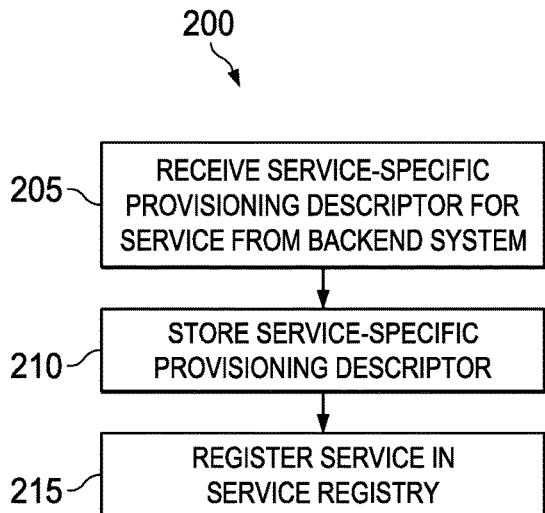 200
205
RECEIVE SERVICE-SPECIFIC
PROVISIONING DESCRIPTOR FOR
SERVICE FROM BACKEND SYSTEM
210
STORE SERVICE-SPECIFIC
PROVISIONING DESCRIPTOR
215
REGISTER SERVICE IN
SERVICE REGISTRY